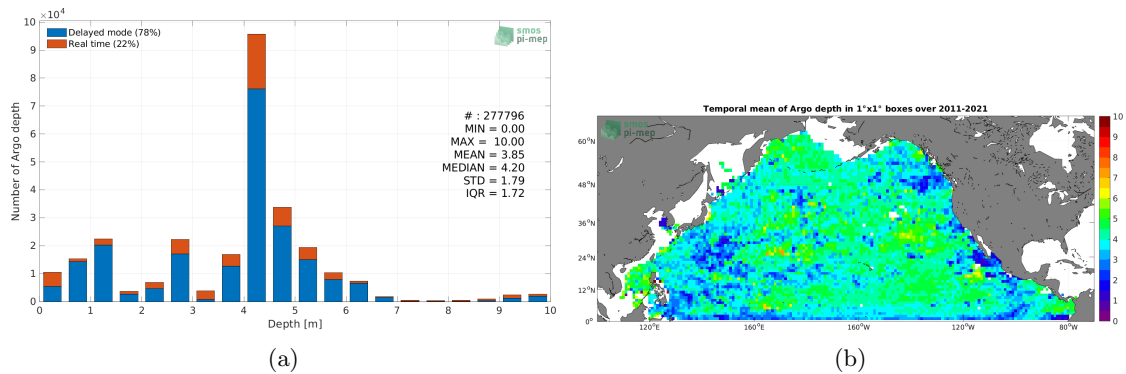 ×10⁴
Delayed mode (78%)
Real time (22%)
smos
pi-mep
Number of Argo depth
10
9
8
7
6
5
4
3
2
1
0
# : 277796
MIN = 0.00
MAX = 10.00
MEAN = 3.85
MEDIAN = 4.20
STD = 1.79
IQR = 1.72
0 1 2 3 4 5 6 7 8 9 10
Depth [m]
(a)
Temporal mean of Argo depth in 1°x1° boxes over 2011-2021
smos
pi-mep
60°N
48°N
36°N
24°N
12°N
0°
120°E 160°E 160°W 120°W 80°W
10
9
8
7
6
5
4
3
2
1
0
(b)